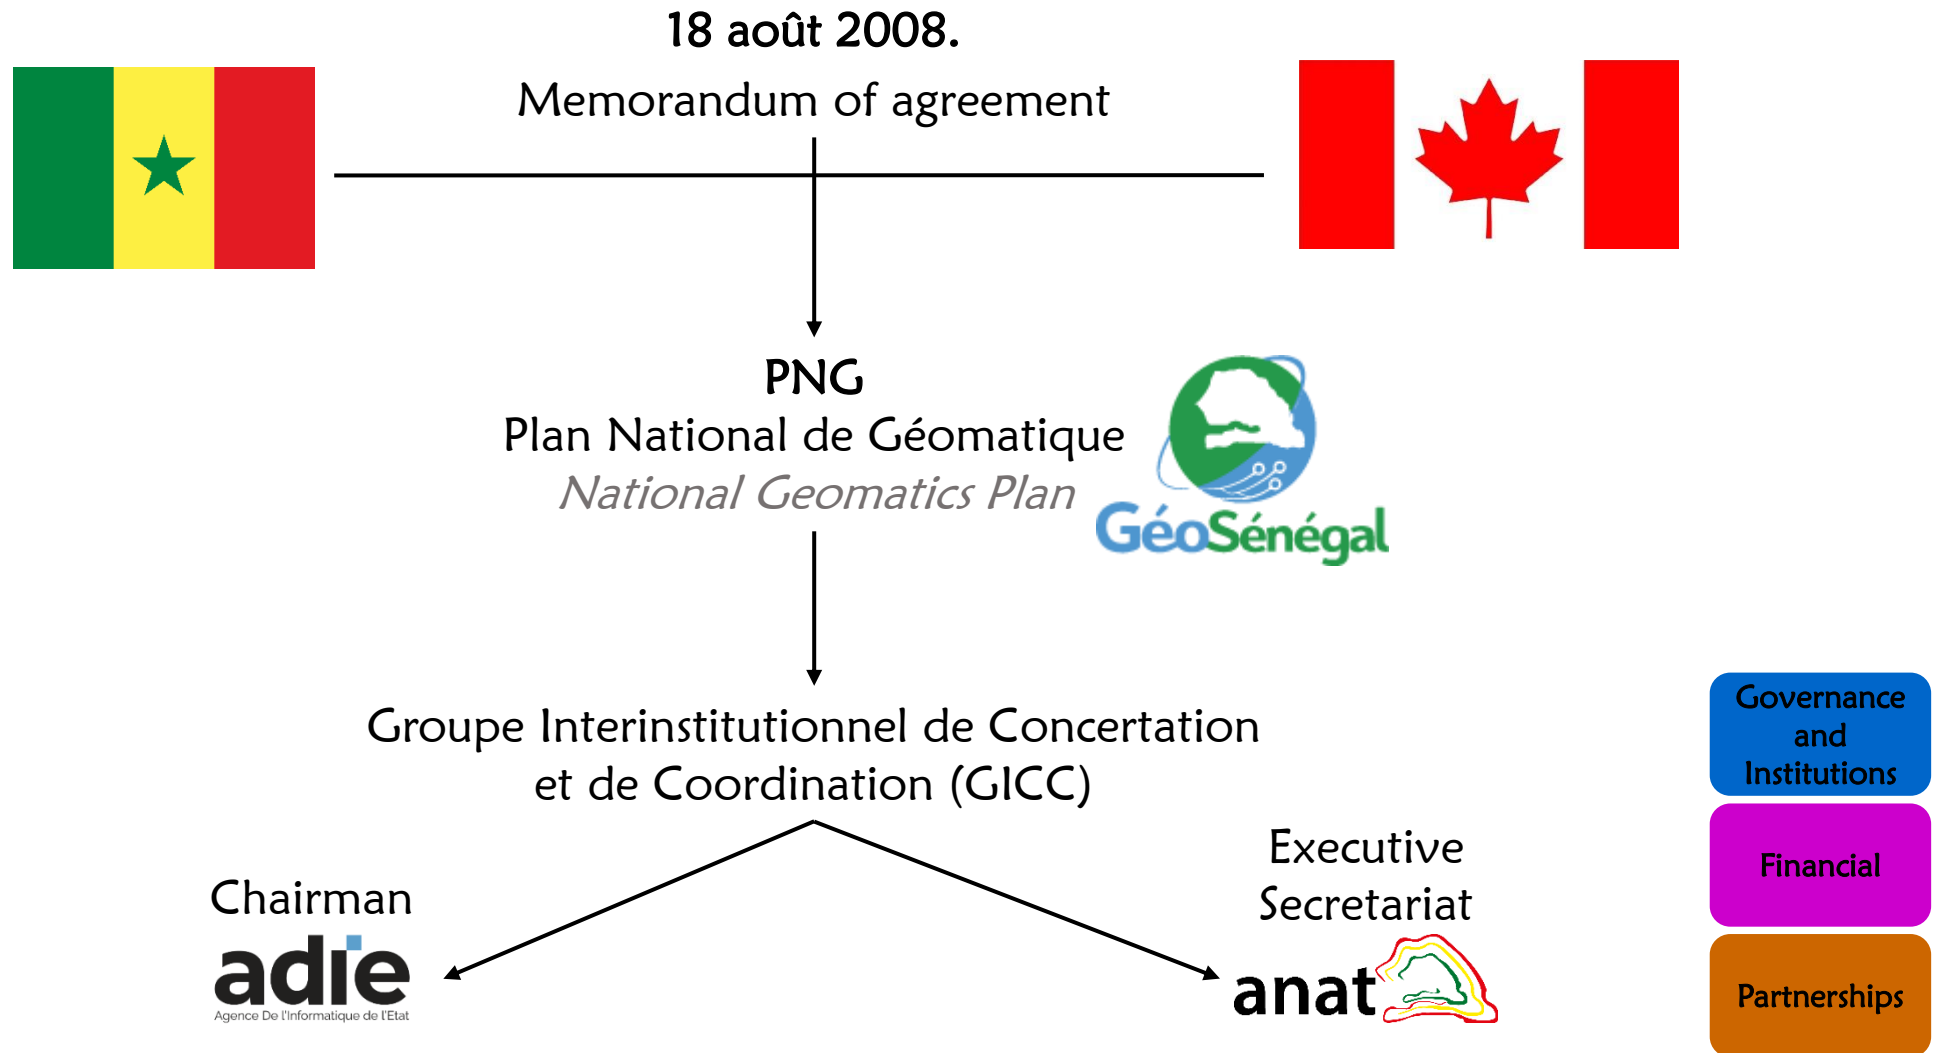 18 août 2008.
Memorandum of agreement
PNG
Plan National de Géomatique
National Geomatics Plan
GéoSénégal
Groupe Interinstitutionnel de Concertation
et de Coordination (GICC)
Chairman
adie
Agence De l'Informatique de l'Etat
Executive
Secretariat
anat
Governance
and
Institutions
Financial
Partnerships